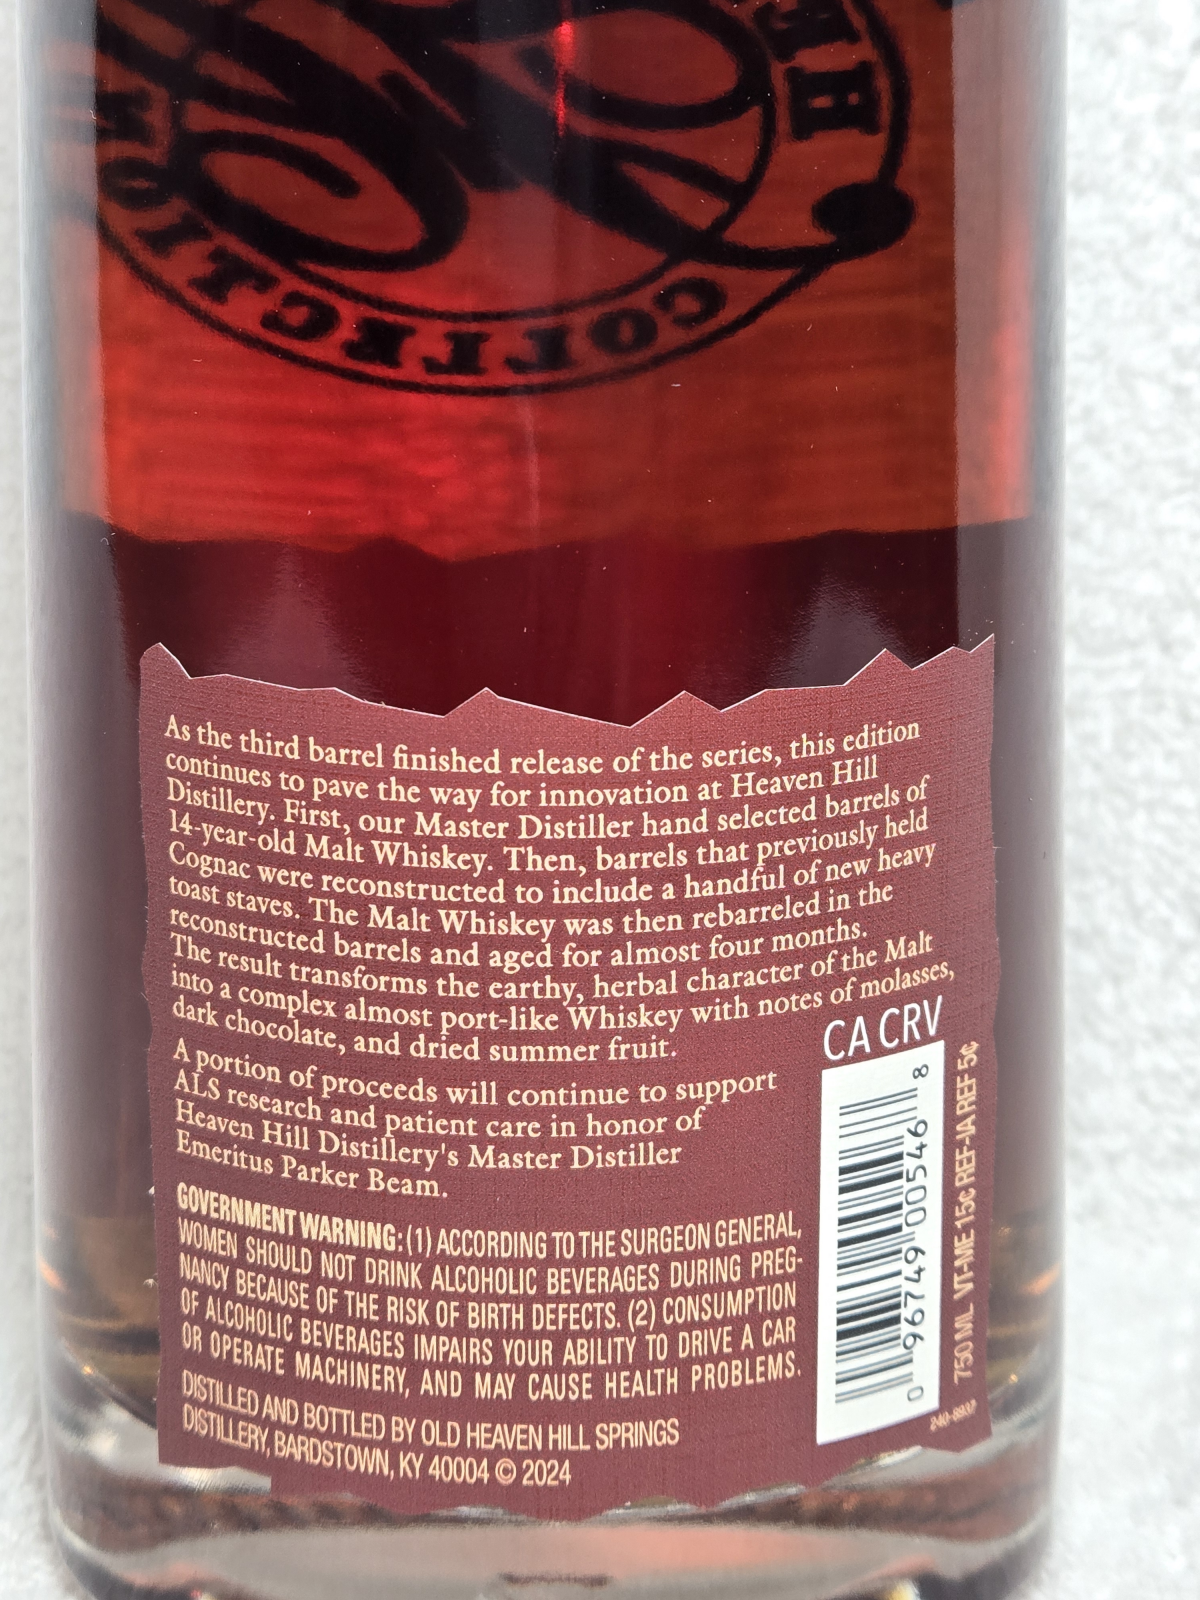 COLLECTION
HE
As the third barrel finished release of the series, this edition
continues to pave the way for innovation at Heaven Hill
Distillery. First, our Master Distiller hand selected barrels of
14-year-old Malt Whiskey. Then, barrels that previously held
Cognac were reconstructed to include a handful of new heavy
toast staves. The Malt Whiskey was then rebarreled in the
reconstructed barrels and aged for almost four months.
The result transforms the earthy, herbal character of the Malt
into a complex almost port-like Whiskey with notes of molasses,
dark chocolate, and dried summer fruit.
A portion of proceeds will continue to support
ALS research and patient care in honor of
Heaven Hill Distillery's Master Distiller
Emeritus Parker Beam.
GOVERNMENT WARNING: (1) ACCORDING TO THE SURGEON GENERAL,
WOMEN SHOULD NOT DRINK ALCOHOLIC BEVERAGES DURING PREG-
NANCY BECAUSE OF THE RISK OF BIRTH DEFECTS. (2) CONSUMPTION
OF ALCOHOLIC BEVERAGES IMPAIRS YOUR ABILITY TO DRIVE A CAR
OR OPERATE MACHINERY, AND MAY CAUSE HEALTH PROBLEMS.
DISTILLED AND BOTTLED BY OLD HEAVEN HILL SPRINGS
DISTILLERY, BARDSTOWN, KY 40004 © 2024
CA CRV
0 96749 00546 8
750 ML VT-ME 15¢ REF-IA REF 5¢
240-8937